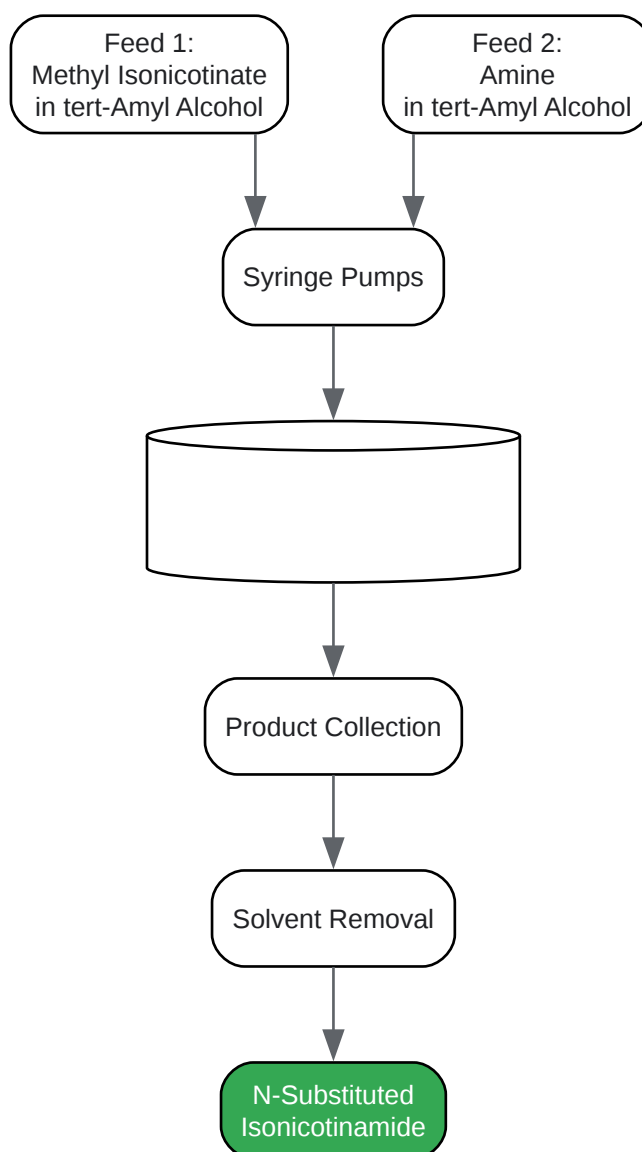 Feed 1:
Methyl Isonicotinate
in tert-Amyl Alcohol
Feed 2:
Amine
in tert-Amyl Alcohol
Syringe Pumps
Product Collection
Solvent Removal
N-Substituted
Isonicotinamide